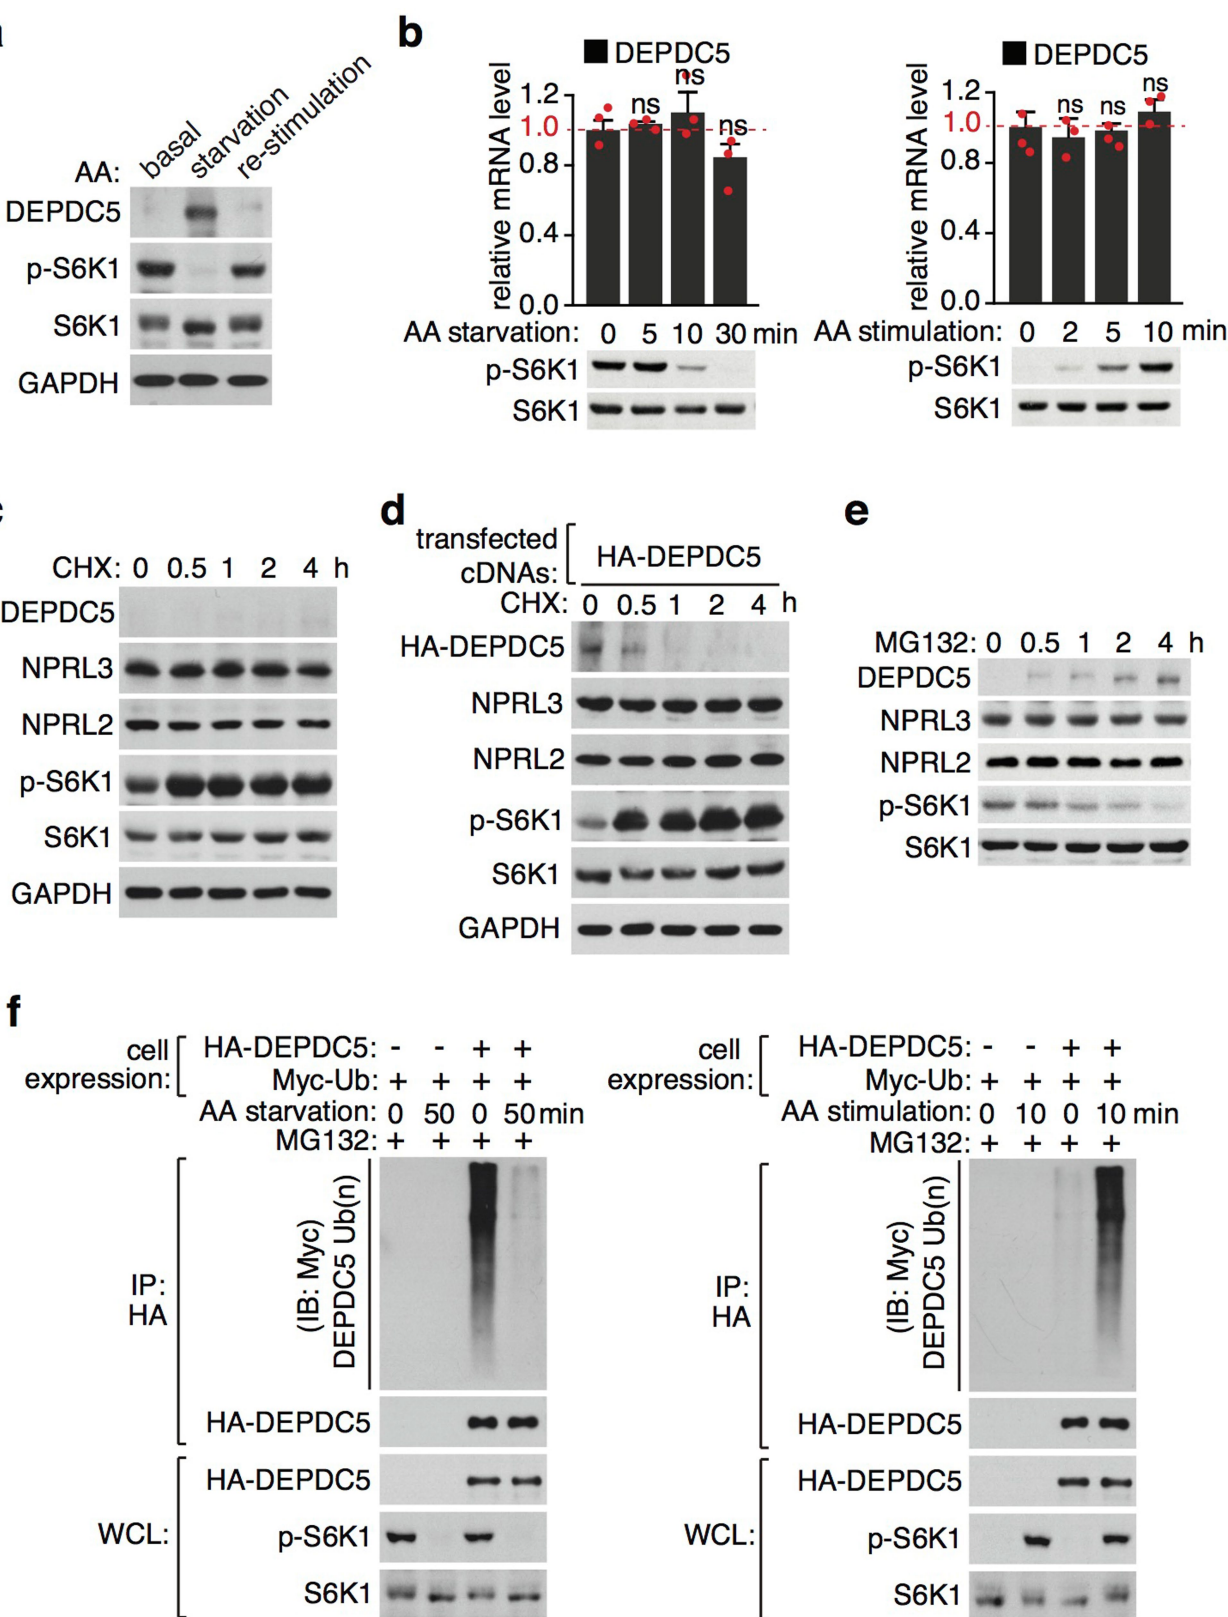 a
AA: basal starvation re-stimulation
DEPDC5
p-S6K1
S6K1
GAPDH
b
DEPDC5
relative mRNA level
1.2
1.0
0.8
0.4
0.0
ns ns ns
AA starvation: 0 5 10 30 min
p-S6K1
S6K1
DEPDC5
relative mRNA level
1.2
1.0
0.8
0.4
0.0
ns ns ns
AA stimulation: 0 2 5 10 min
p-S6K1
S6K1
c
CHX: 0 0.5 1 2 4 h
DEPDC5
NPRL3
NPRL2
p-S6K1
S6K1
GAPDH
d
transfected
cDNAs:
HA-DEPDC5
CHX: 0 0.5 1 2 4 h
HA-DEPDC5
NPRL3
NPRL2
p-S6K1
S6K1
GAPDH
e
MG132: 0 0.5 1 2 4 h
DEPDC5
NPRL3
NPRL2
p-S6K1
S6K1
f
cell
expression:
HA-DEPDC5: - - + +
Myc-Ub: + + + +
AA starvation: 0 50 0 50 min
MG132: + + + +
IP:
HA
(IB: Myc)
DEPDC5 Ub(n)
HA-DEPDC5
WCL:
HA-DEPDC5
p-S6K1
S6K1
cell
expression:
HA-DEPDC5: - - + +
Myc-Ub: + + + +
AA stimulation: 0 10 0 10 min
MG132: + + + +
IP:
HA
(IB: Myc)
DEPDC5 Ub(n)
HA-DEPDC5
WCL:
HA-DEPDC5
p-S6K1
S6K1